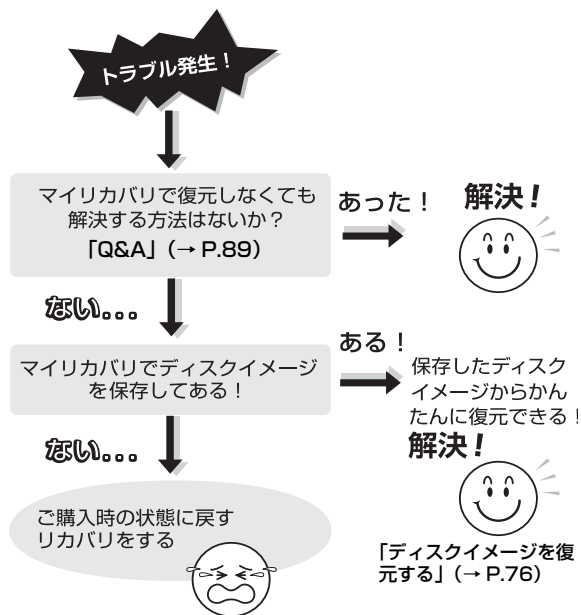 トラブル発生！
マイリカバリで復元しなくても
解決する方法はないか？
「Q&A」（→ P.89）
あった！
解決！
ない...
マイリカバリでディスクイメージ
を保存してある！
ある！
保存したディスク
イメージからかん
たんに復元できる！
解決！
「ディスクイメージを復
元する」（→ P.76）
ない...
ご購入時の状態に戻す
リカバリをする